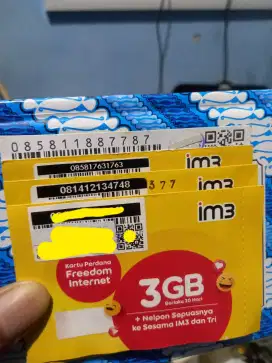 085811887787
085817631763
im3
081412134748
577
im3
im3
Kartu Perdana
Freedom
Internet
3GB
Berlaku 30 Hari
+ Nelpon Sepuasnya
ke Sesama IM3 dan Tri